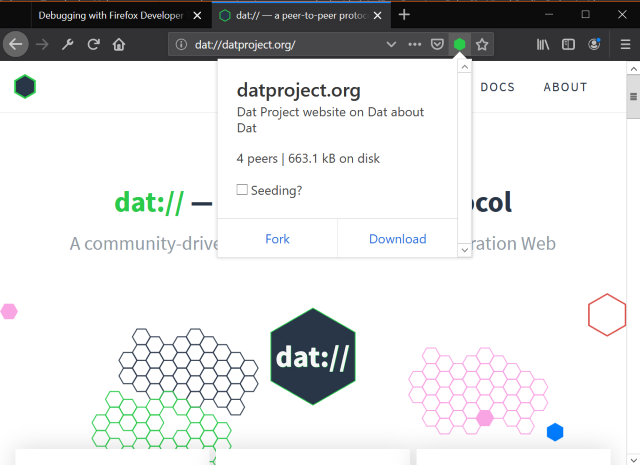 Debugging with Firefox Developer
dat:// — a peer-to-peer protoc
dat://datproject.org/
datproject.org
Dat Project website on Dat about
Dat
4 peers | 663.1 kB on disk
Seeding?
Fork
Download
DOCS
ABOUT
dat:// —
ocol
A community-drive
ration Web
dat://